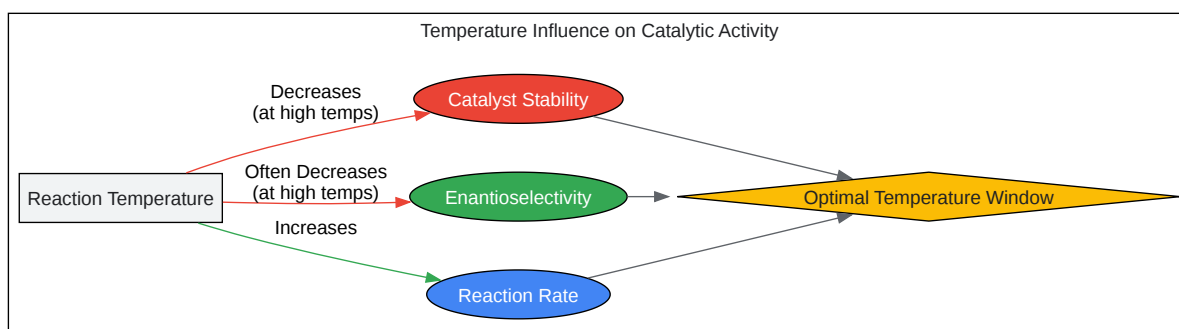 Temperature Influence on Catalytic Activity
Decreases
(at high temps)
Catalyst Stability
Often Decreases
(at high temps)
Reaction Temperature
Enantioselectivity
Optimal Temperature Window
Increases
Reaction Rate